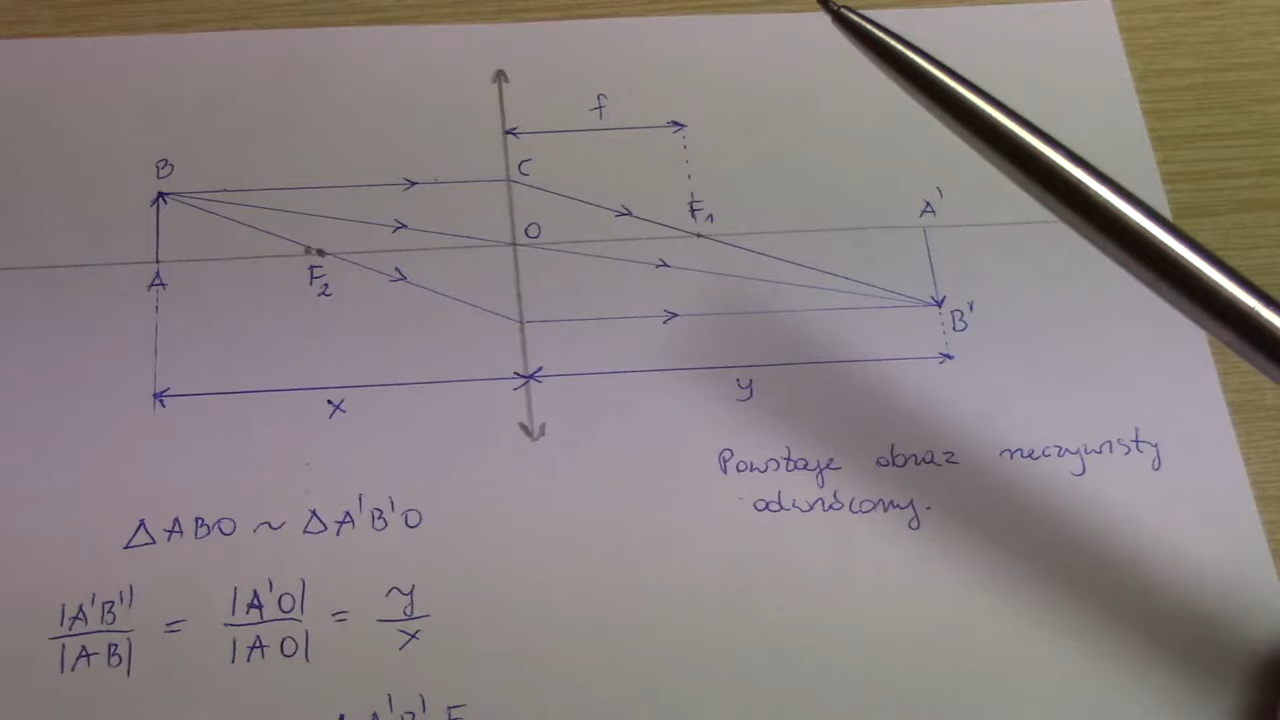 f
B
C
A'
F₁
O
A
F₂
B'
x
y
Powstaje obraz rzeczywisty
odwrócony.
ΔABO ~ ΔA'B'O
|A'B'| / |AB| = |A'O| / |AO| = y / x
A'B'F